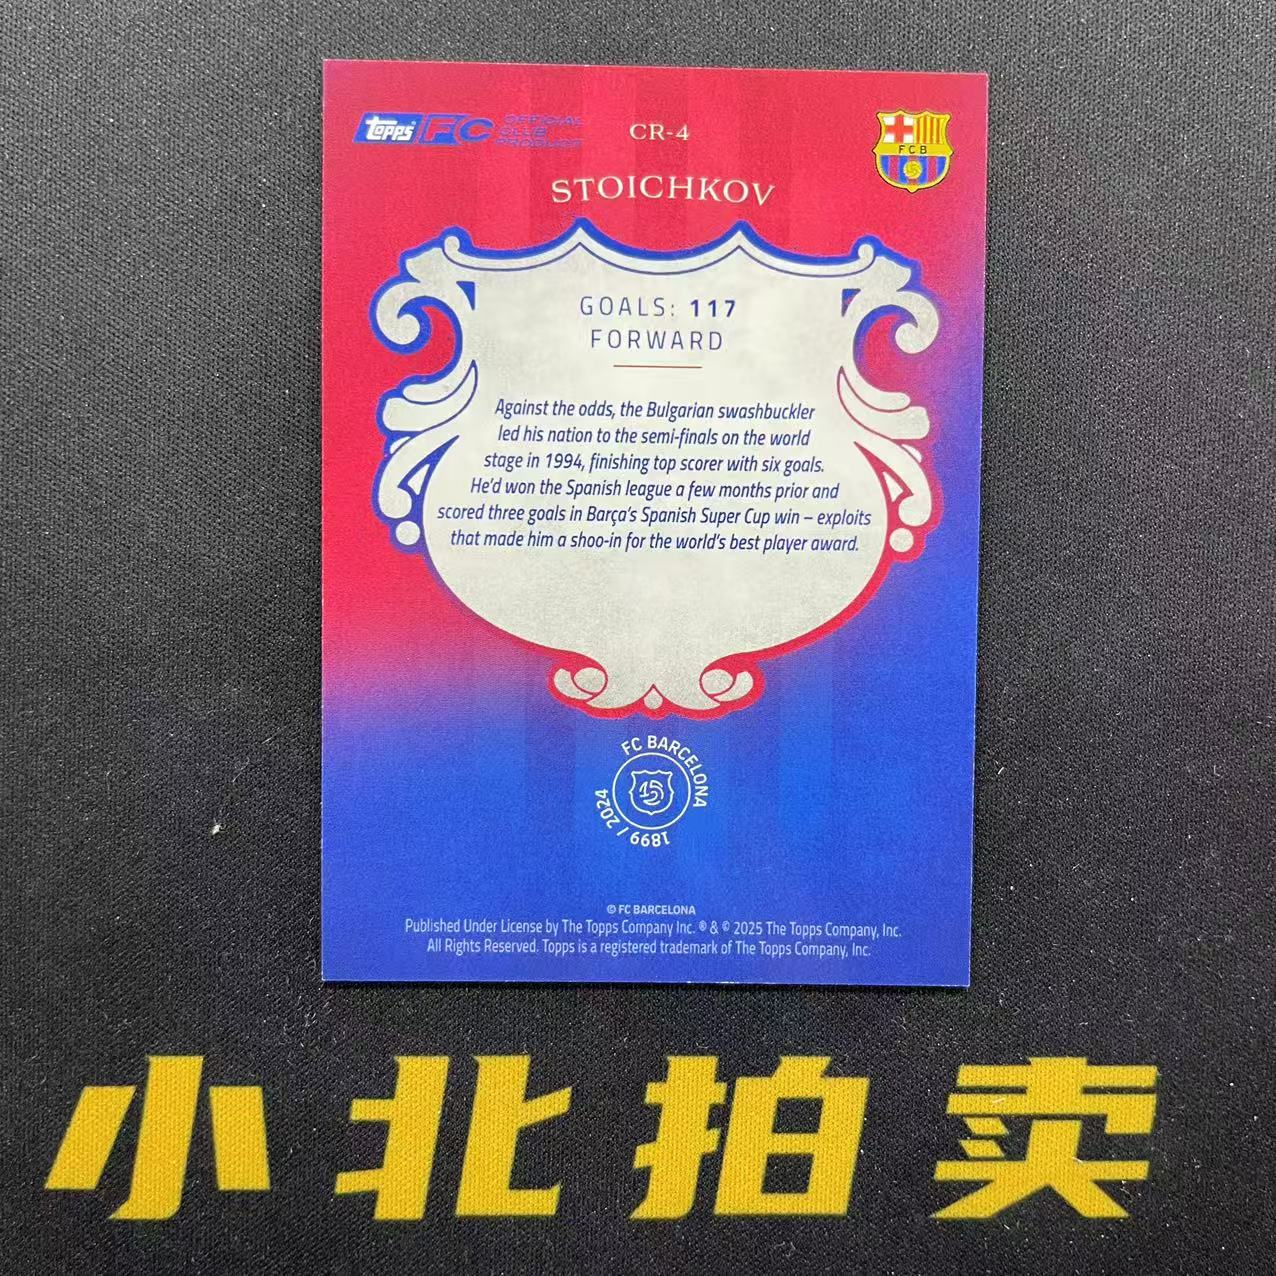 topps FC OFFICIAL CLUB PRODUCT
CR-4
FCB
STOICHKOV
GOALS: 117
FORWARD
Against the odds, the Bulgarian swashbuckler
led his nation to the semi-finals on the world
stage in 1994, finishing top scorer with six goals.
He'd won the Spanish league a few months prior and
scored three goals in Barça's Spanish Super Cup win – exploits
that made him a shoo-in for the world's best player award.
FC BARCELONA
1899 / 2024
© FC BARCELONA
Published Under License by The Topps Company Inc. ® & © 2025 The Topps Company, Inc.
All Rights Reserved. Topps is a registered trademark of The Topps Company, Inc.
小北拍卖